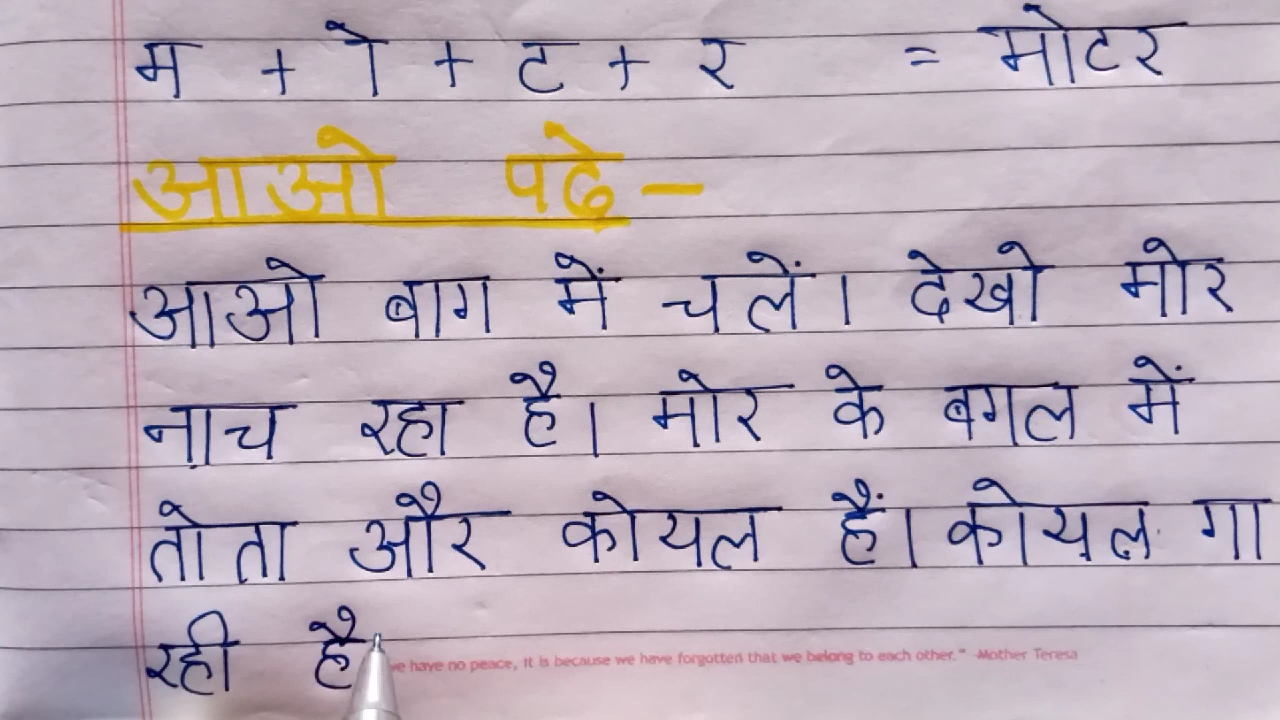 म + ो + ट + र = मोटर
आओ पढे -
आओ बाग में चलें। देखो मोर
नाच रहा है। मोर के बगल में
तोता और कोयल हैं। कोयल गा
रही है
we have no peace, it is because we have forgotten that we belong to each other." -Mother Teresa